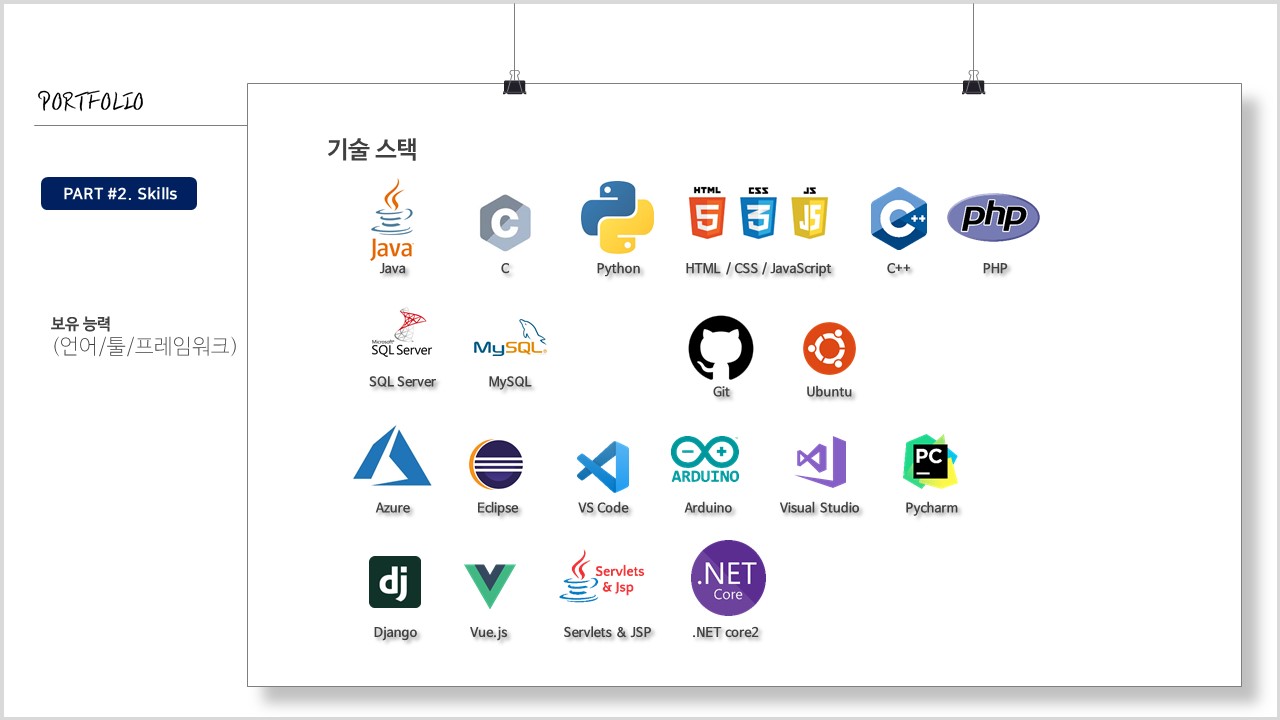 PORTFOLIO
PART #2. Skills
보유 능력
(언어/툴/프레임워크)
기술 스택
Java
C
HTML
5
CSS
3
JS
JS
C++
php
Java
C
Python
HTML / CSS / JavaScript
C++
PHP
Microsoft
SQL Server
MySQL
SQL Server
MySQL
Git
Ubuntu
ARDUINO
PC
Azure
Eclipse
VS Code
Arduino
Visual Studio
Pycharm
dj
Servlets
& Jsp
.NET
Core
Django
Vue.js
Servlets & JSP
.NET core2